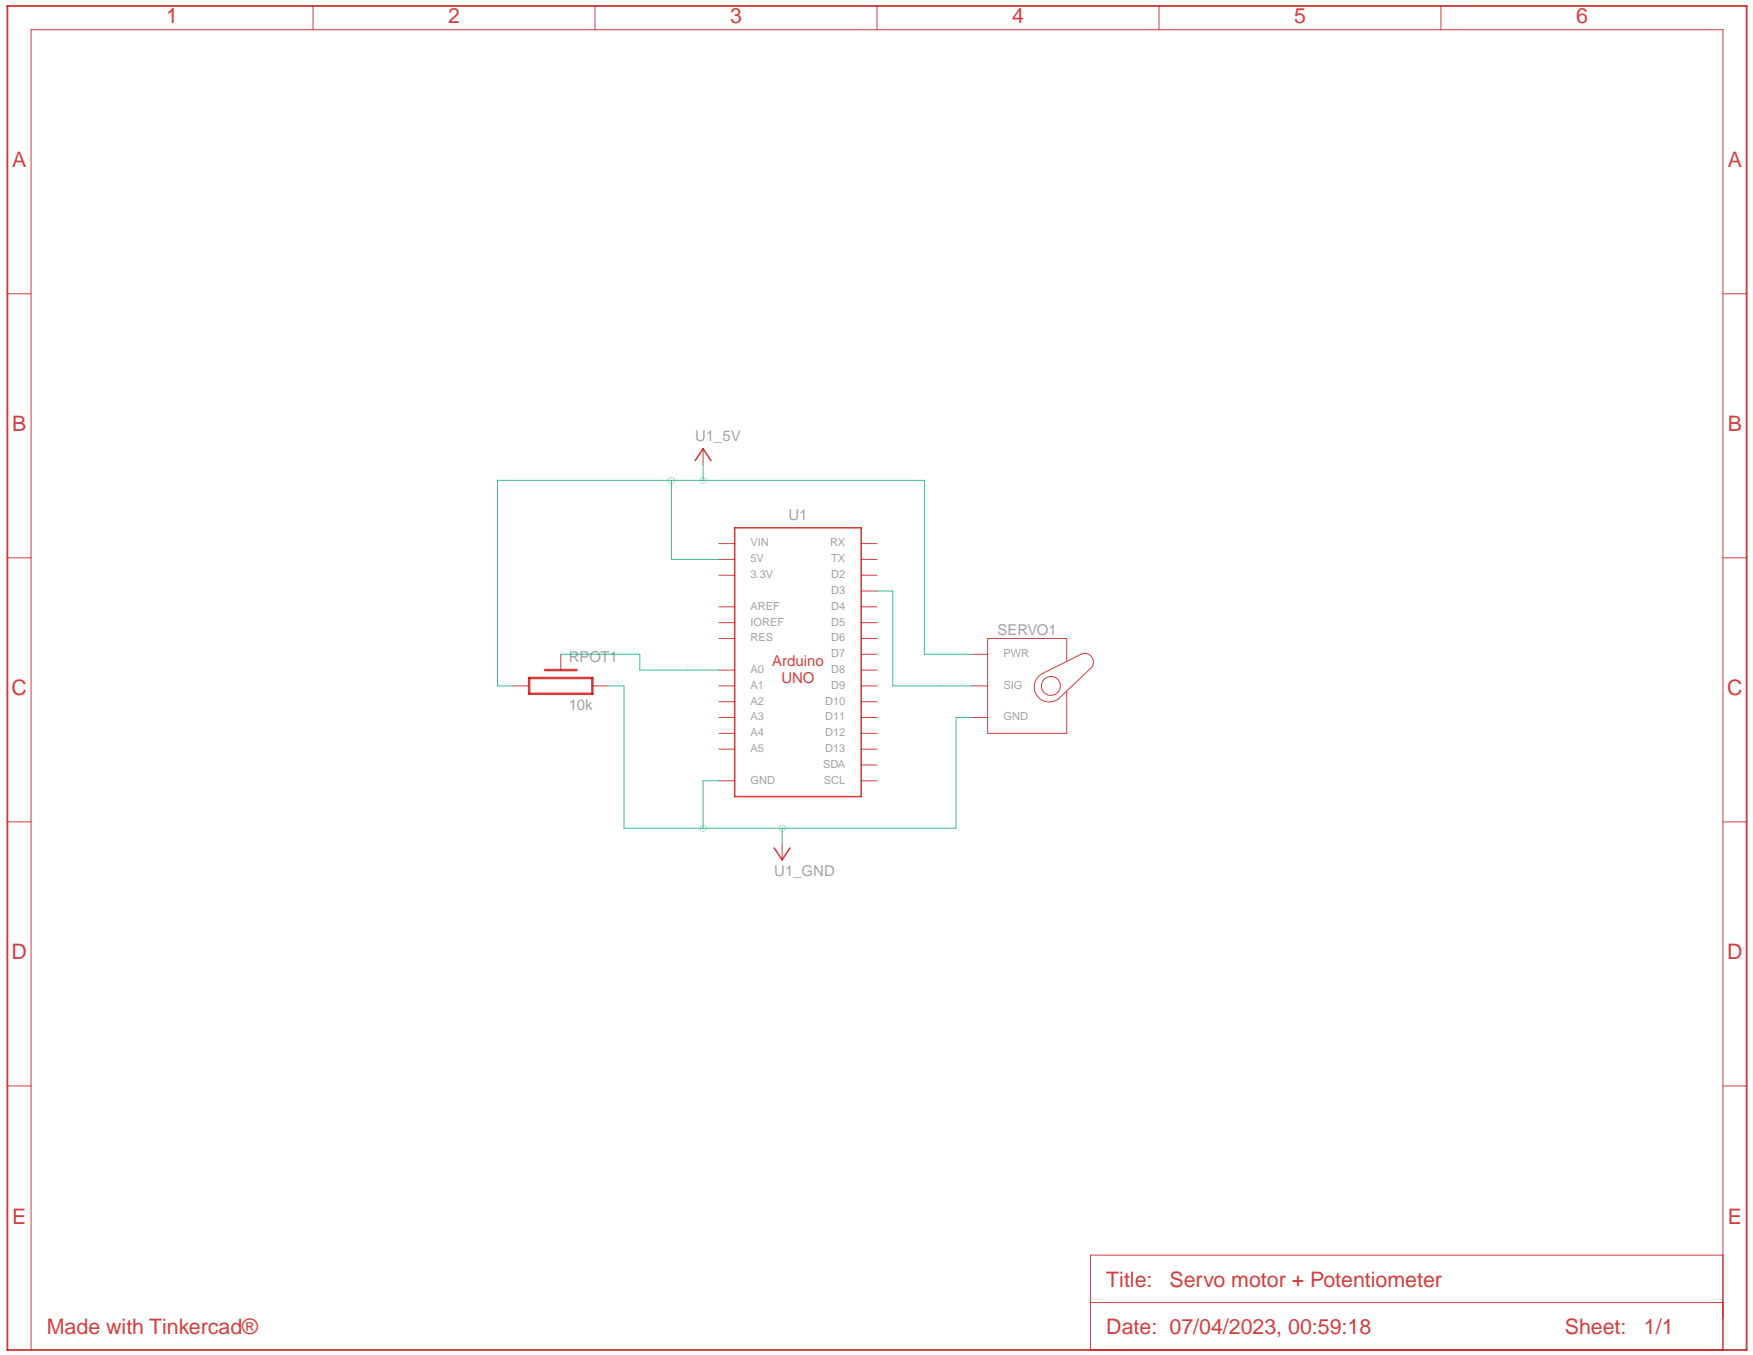 1 2 3 4 5 6
A A
B B
U1_5V
U1
VIN RX
5V TX
3.3V D2
D3
AREF D4
IOREF D5
RES D6
D7
A0 D8
A1 D9
A2 D10
A3 D11
A4 D12
A5 D13
SDA
GND SCL
Arduino
UNO
RPOT1
10k
SERVO1
PWR
SIG
GND
C C
U1_GND
D D
E E
Title: Servo motor + Potentiometer
Made with Tinkercad®
Date: 07/04/2023, 00:59:18 Sheet: 1/1